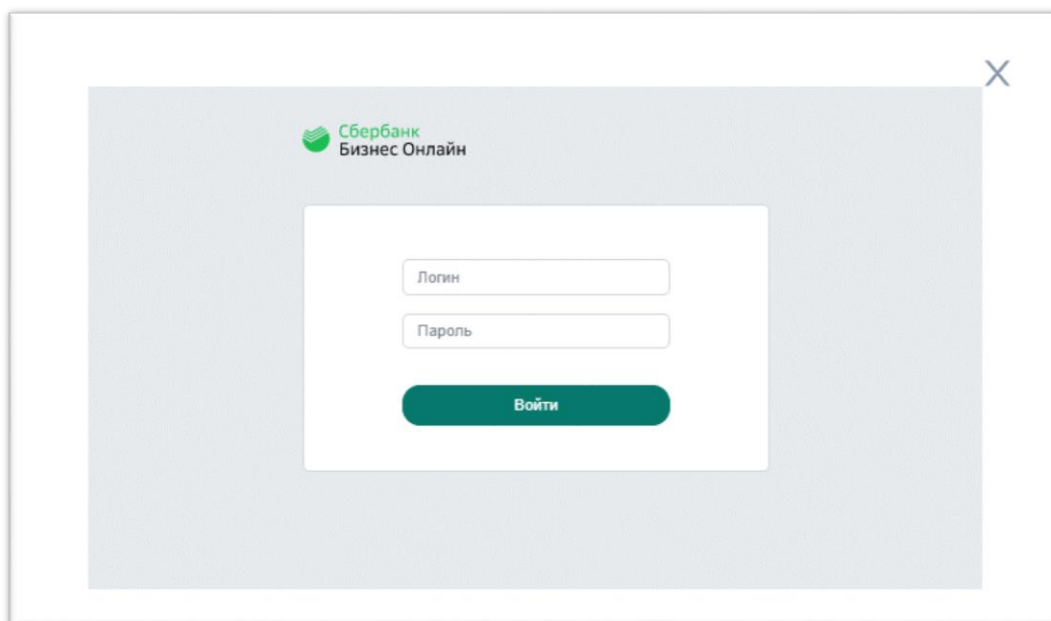 X
Сбербанк
Бизнес Онлайн
Логин
Пароль
Войти